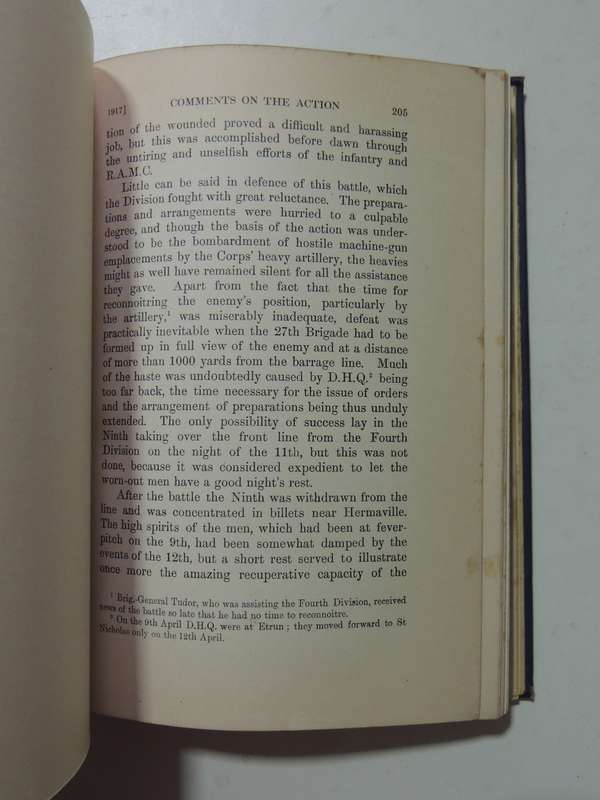 1917] COMMENTS ON THE ACTION 205
tion of the wounded proved a difficult and harassing
job, but this was accomplished before dawn through
the untiring and unselfish efforts of the infantry and
R.A.M.C.
Little can be said in defence of this battle, which
the Division fought with great reluctance. The prepara-
tions and arrangements were hurried to a culpable
degree, and though the basis of the action was under-
stood to be the bombardment of hostile machine-gun
emplacements by the Corps' heavy artillery, the heavies
might as well have remained silent for all the assistance
they gave. Apart from the fact that the time for
reconnoitring the enemy's position, particularly by
the artillery,¹ was miserably inadequate, defeat was
practically inevitable when the 27th Brigade had to be
formed up in full view of the enemy and at a distance
of more than 1000 yards from the barrage line. Much
of the haste was undoubtedly caused by D.H.Q.² being
too far back, the time necessary for the issue of orders
and the arrangement of preparations being thus unduly
extended. The only possibility of success lay in the
Ninth taking over the front line from the Fourth
Division on the night of the 11th, but this was not
done, because it was considered expedient to let the
worn-out men have a good night's rest.
After the battle the Ninth was withdrawn from the
line and was concentrated in billets near Hermaville.
The high spirits of the men, which had been at fever-
pitch on the 9th, had been somewhat damped by the
events of the 12th, but a short rest served to illustrate
once more the amazing recuperative capacity of the
¹ Brig.-General Tudor, who was assisting the Fourth Division, received
news of the battle so late that he had no time to reconnoitre.
² On the 9th April D.H.Q. were at Etrun ; they moved forward to St
Nicholas only on the 12th April.